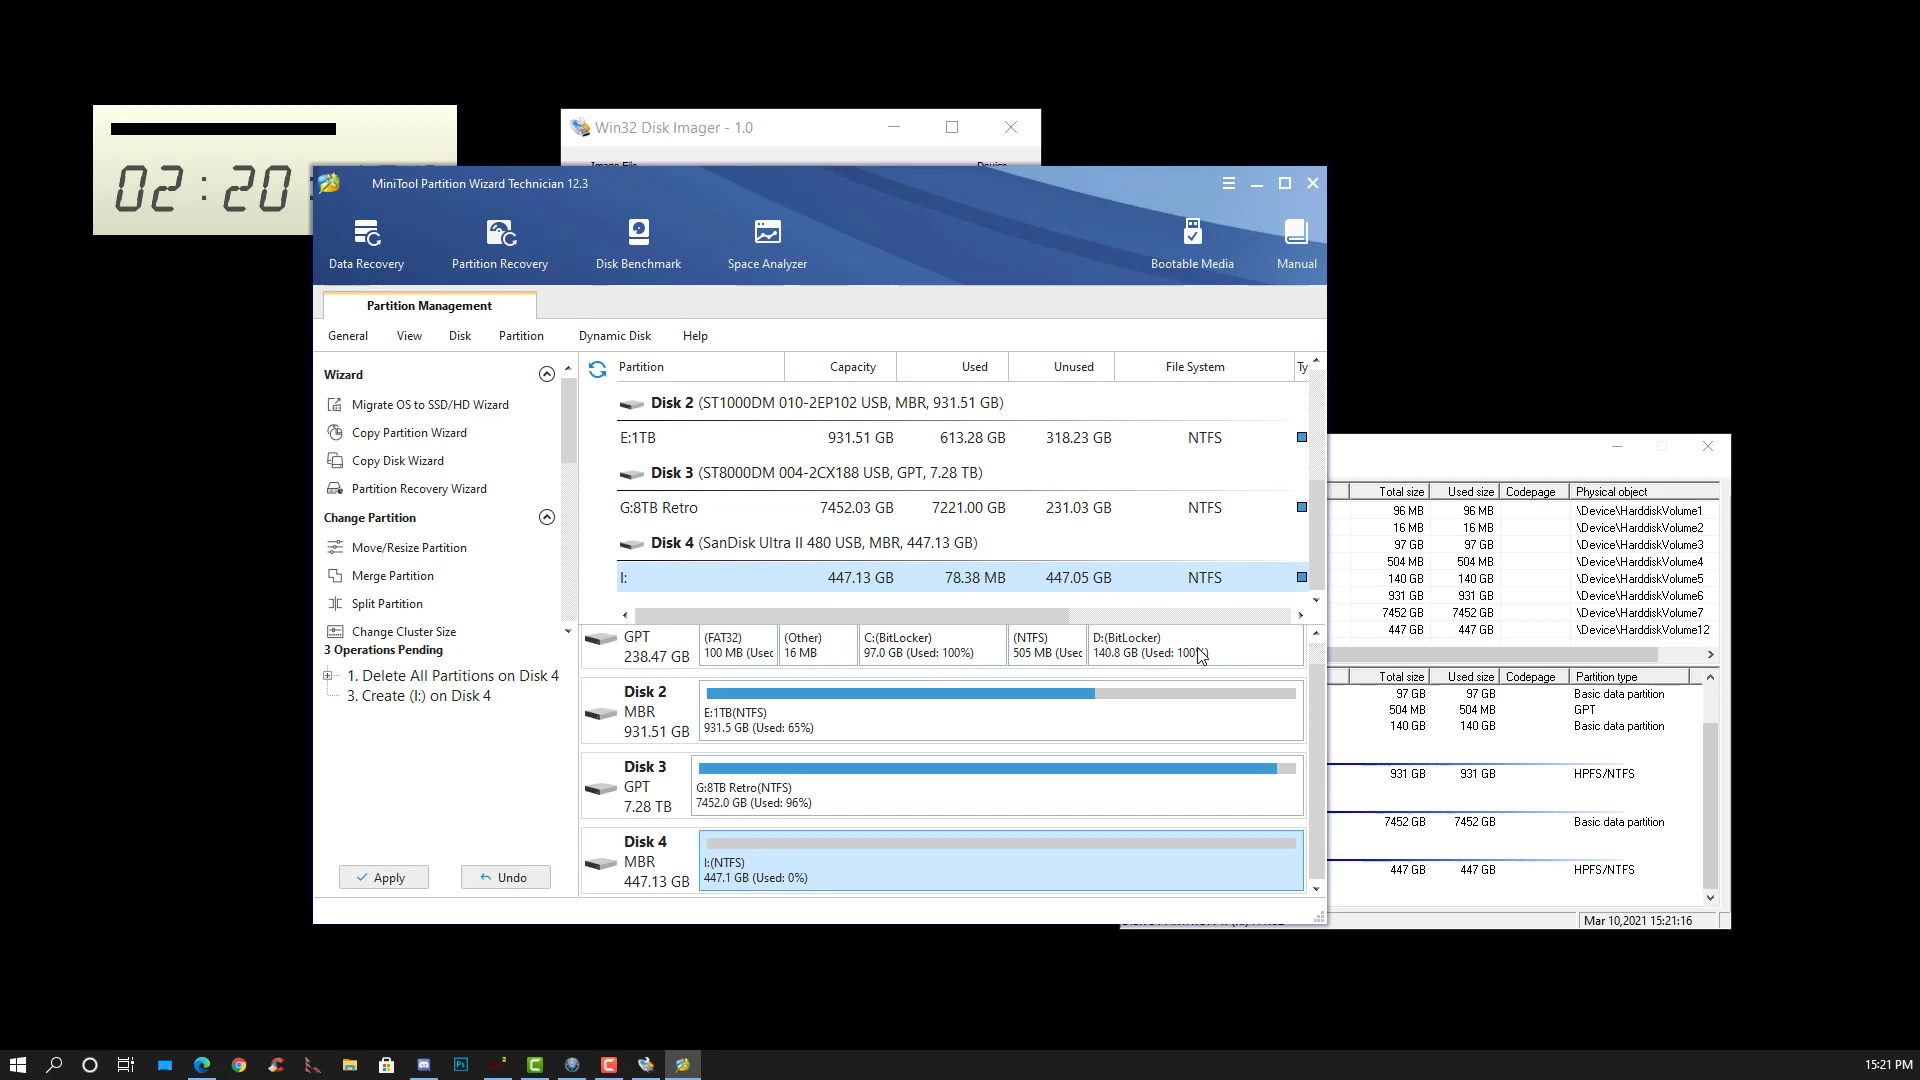 Win32 Disk Imager - 1.0
02:20
MiniTool Partition Wizard Technician 12.3
Data Recovery
Partition Recovery
Disk Benchmark
Space Analyzer
Bootable Media
Manual
Partition Management
General View Disk Partition Dynamic Disk Help
Wizard
Migrate OS to SSD/HD Wizard
Copy Partition Wizard
Copy Disk Wizard
Partition Recovery Wizard
Change Partition
Move/Resize Partition
Merge Partition
Split Partition
Change Cluster Size
3 Operations Pending
1. Delete All Partitions on Disk 4
3. Create (I:) on Disk 4
Apply
Undo
Partition Capacity Used Unused File System Ty
Disk 2 (ST1000DM 010-2EP102 USB, MBR, 931.51 GB)
E:1TB 931.51 GB 613.28 GB 318.23 GB NTFS
Disk 3 (ST8000DM 004-2CX188 USB, GPT, 7.28 TB)
G:8TB Retro 7452.03 GB 7221.00 GB 231.03 GB NTFS
Disk 4 (SanDisk Ultra II 480 USB, MBR, 447.13 GB)
I: 447.13 GB 78.38 MB 447.05 GB NTFS
GPT
238.47 GB
(FAT32)
100 MB (Usec
(Other)
16 MB
C:(BitLocker)
97.0 GB (Used: 100%)
(NTFS)
505 MB (Usec
D:(BitLocker)
140.8 GB (Used: 100%)
Disk 2
MBR
931.51 GB
E:1TB(NTFS)
931.5 GB (Used: 65%)
Disk 3
GPT
7.28 TB
G:8TB Retro(NTFS)
7452.0 GB (Used: 96%)
Disk 4
MBR
447.13 GB
I:(NTFS)
447.1 GB (Used: 0%)
Total size Used size Codepage Physical object
96 MB 96 MB \Device\HarddiskVolume1
16 MB 16 MB \Device\HarddiskVolume2
97 GB 97 GB \Device\HarddiskVolume3
504 MB 504 MB \Device\HarddiskVolume4
140 GB 140 GB \Device\HarddiskVolume5
931 GB 931 GB \Device\HarddiskVolume6
7452 GB 7452 GB \Device\HarddiskVolume7
447 GB 447 GB \Device\HarddiskVolume12
Total size Used size Codepage Partition type
97 GB 97 GB Basic data partition
504 MB 504 MB GPT
140 GB 140 GB Basic data partition
931 GB 931 GB HPFS/NTFS
7452 GB 7452 GB Basic data partition
447 GB 447 GB HPFS/NTFS
Mar 10,2021 15:21:16
Ps
15:21 PM